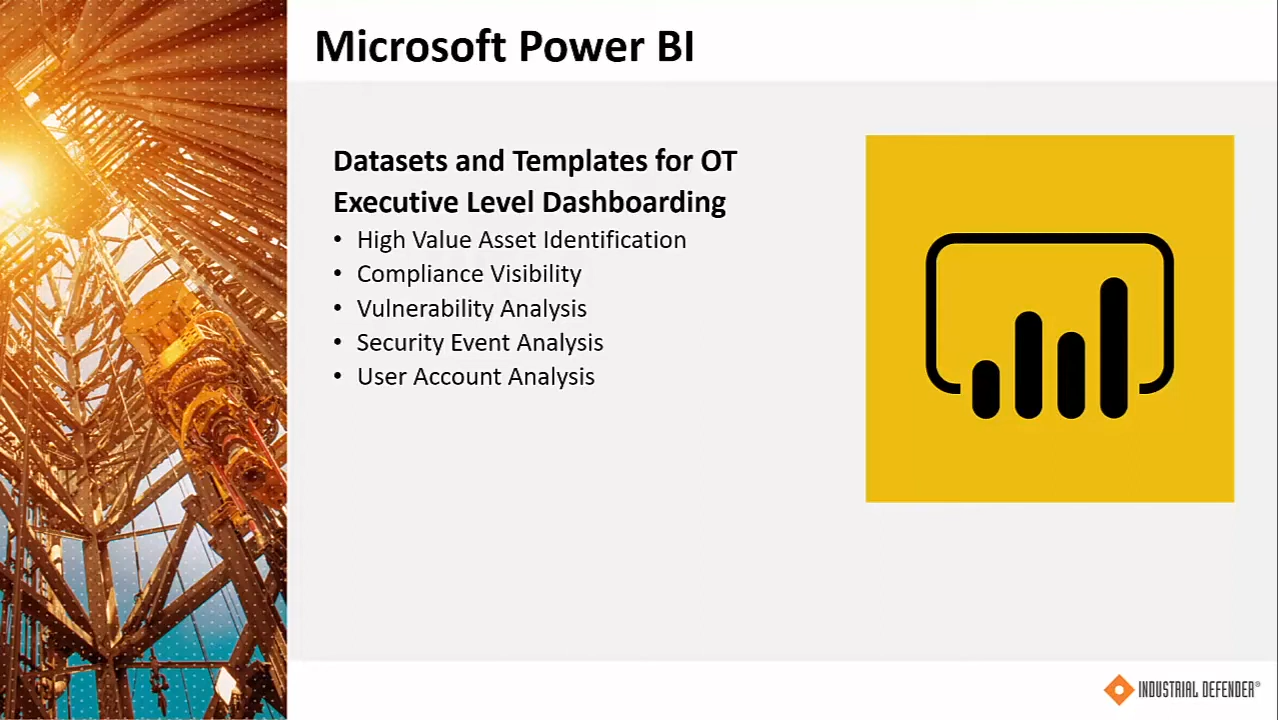 Microsoft Power BI
Datasets and Templates for OT
Executive Level Dashboarding
• High Value Asset Identification
• Compliance Visibility
• Vulnerability Analysis
• Security Event Analysis
• User Account Analysis
INDUSTRIAL DEFENDER®